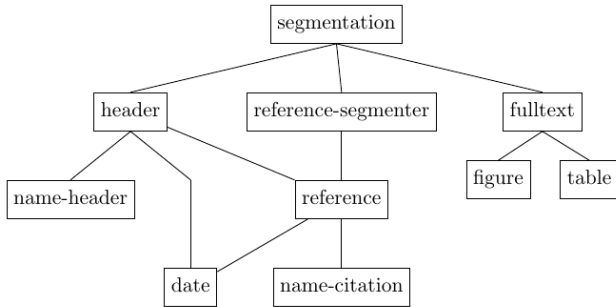 segmentation
header
reference-segmenter
fulltext
name-header
reference
figure
table
date
name-citation